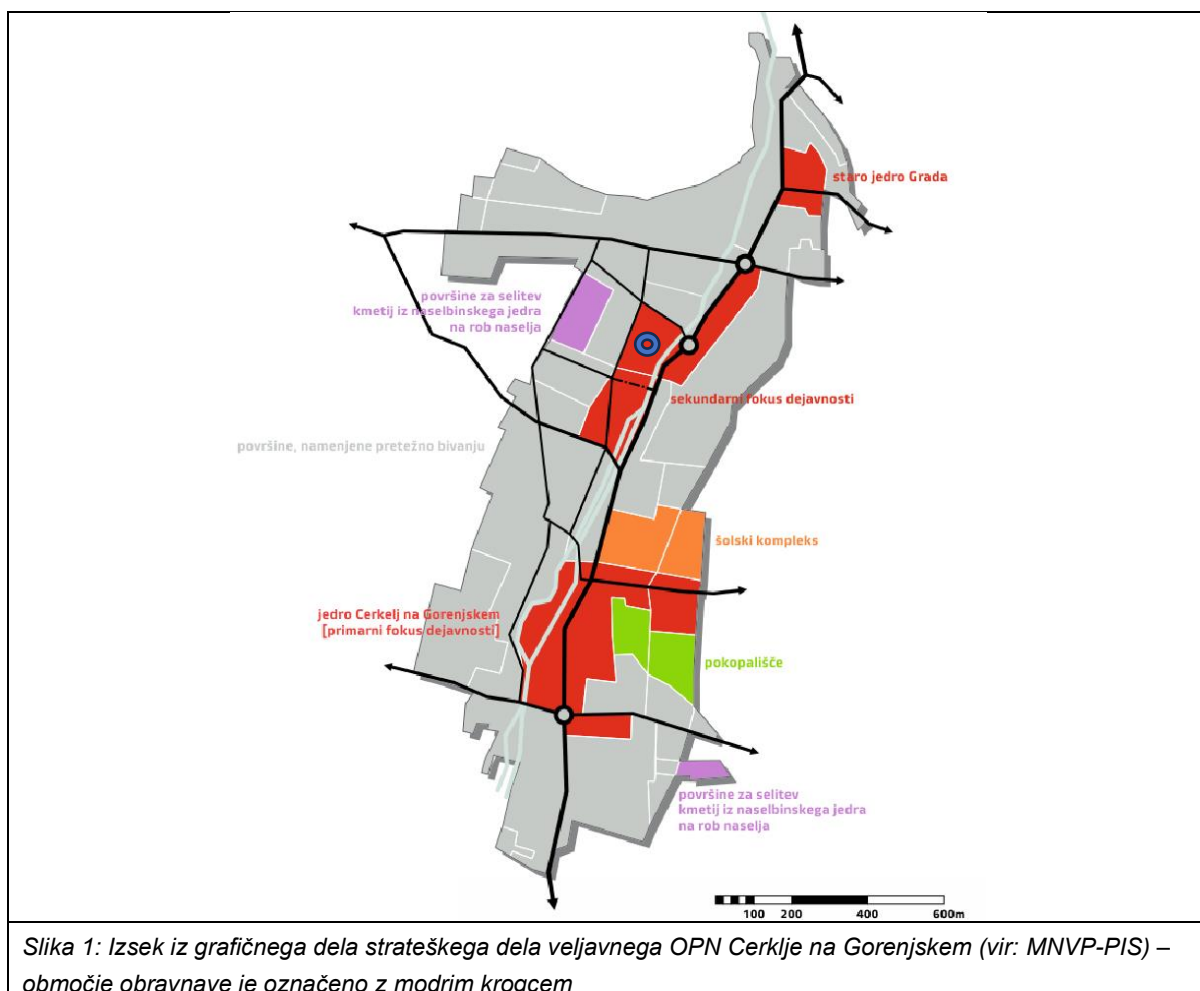 staro jedro Grada
površine za selitev
kmetij iz naselbinskega jedra
na rob naselja
sekundarni fokus dejavnosti
površine, namenjene pretežno bivanju
šolski kompleks
jedro Cerkelj na Gorenjskem
[primarni fokus dejavnosti]
pokopališče
površine za selitev
kmetij iz naselbinskega jedra
na rob naselja
100 200 400 600m
Slika 1: Izsek iz grafičnega dela strateškega dela veljavnega OPN Cerklje na Gorenjskem (vir: MNVP-PIS) –
območje obravnave je označeno z modrim krogcem